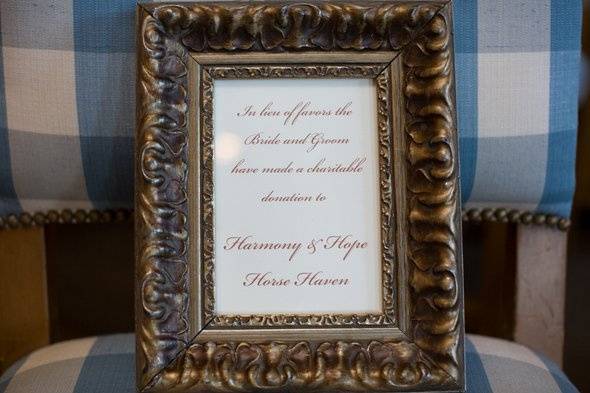 In lieu of favors the
Bride and Groom
have made a charitable
donation to
Harmony & Hope
Horse Haven